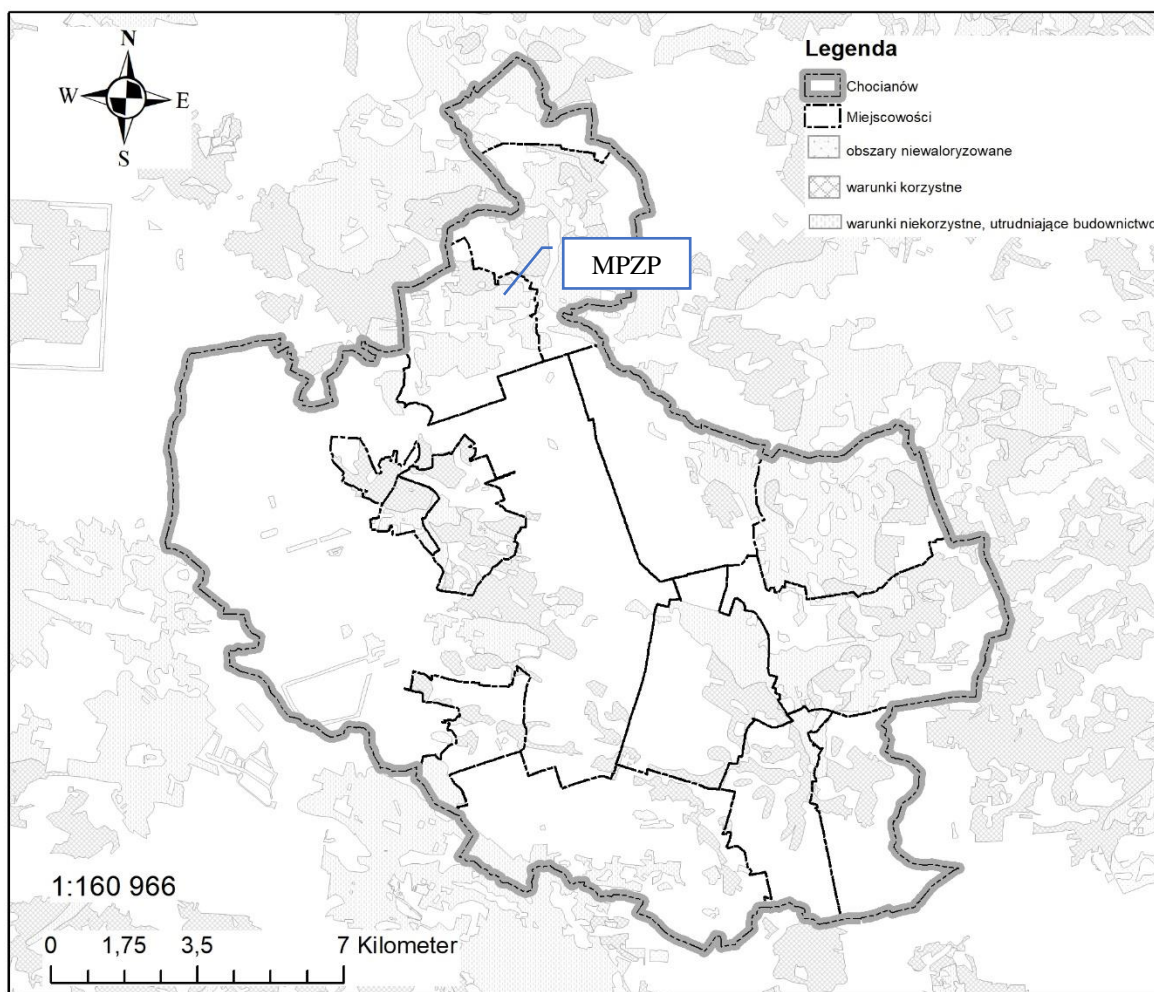 N
W E
S
Legenda
Chocianów
Miejscowości
obszary niewaloryzowane
warunki korzystne
warunki niekorzystne, utrudniające budownictwo
MPZP
1:160 966
0 1,75 3,5 7 Kilometer